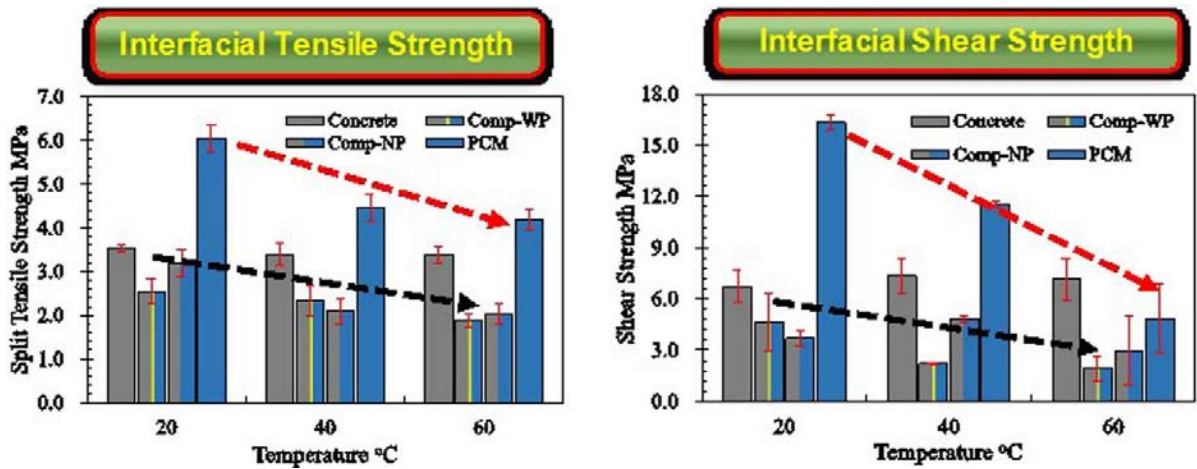 Interfacial Tensile Strength
Split Tensile Strength MPa
7.0
6.0
5.0
4.0
3.0
2.0
1.0
0.0
Concrete
Comp-WP
Comp-NP
PCM
20
40
60
Temperature ᵒC
Interfacial Shear Strength
Shear Strength MPa
18.0
15.0
12.0
9.0
6.0
3.0
0.0
Concrete
Comp-WP
Comp-NP
PCM
20
40
60
Temperature ᵒC